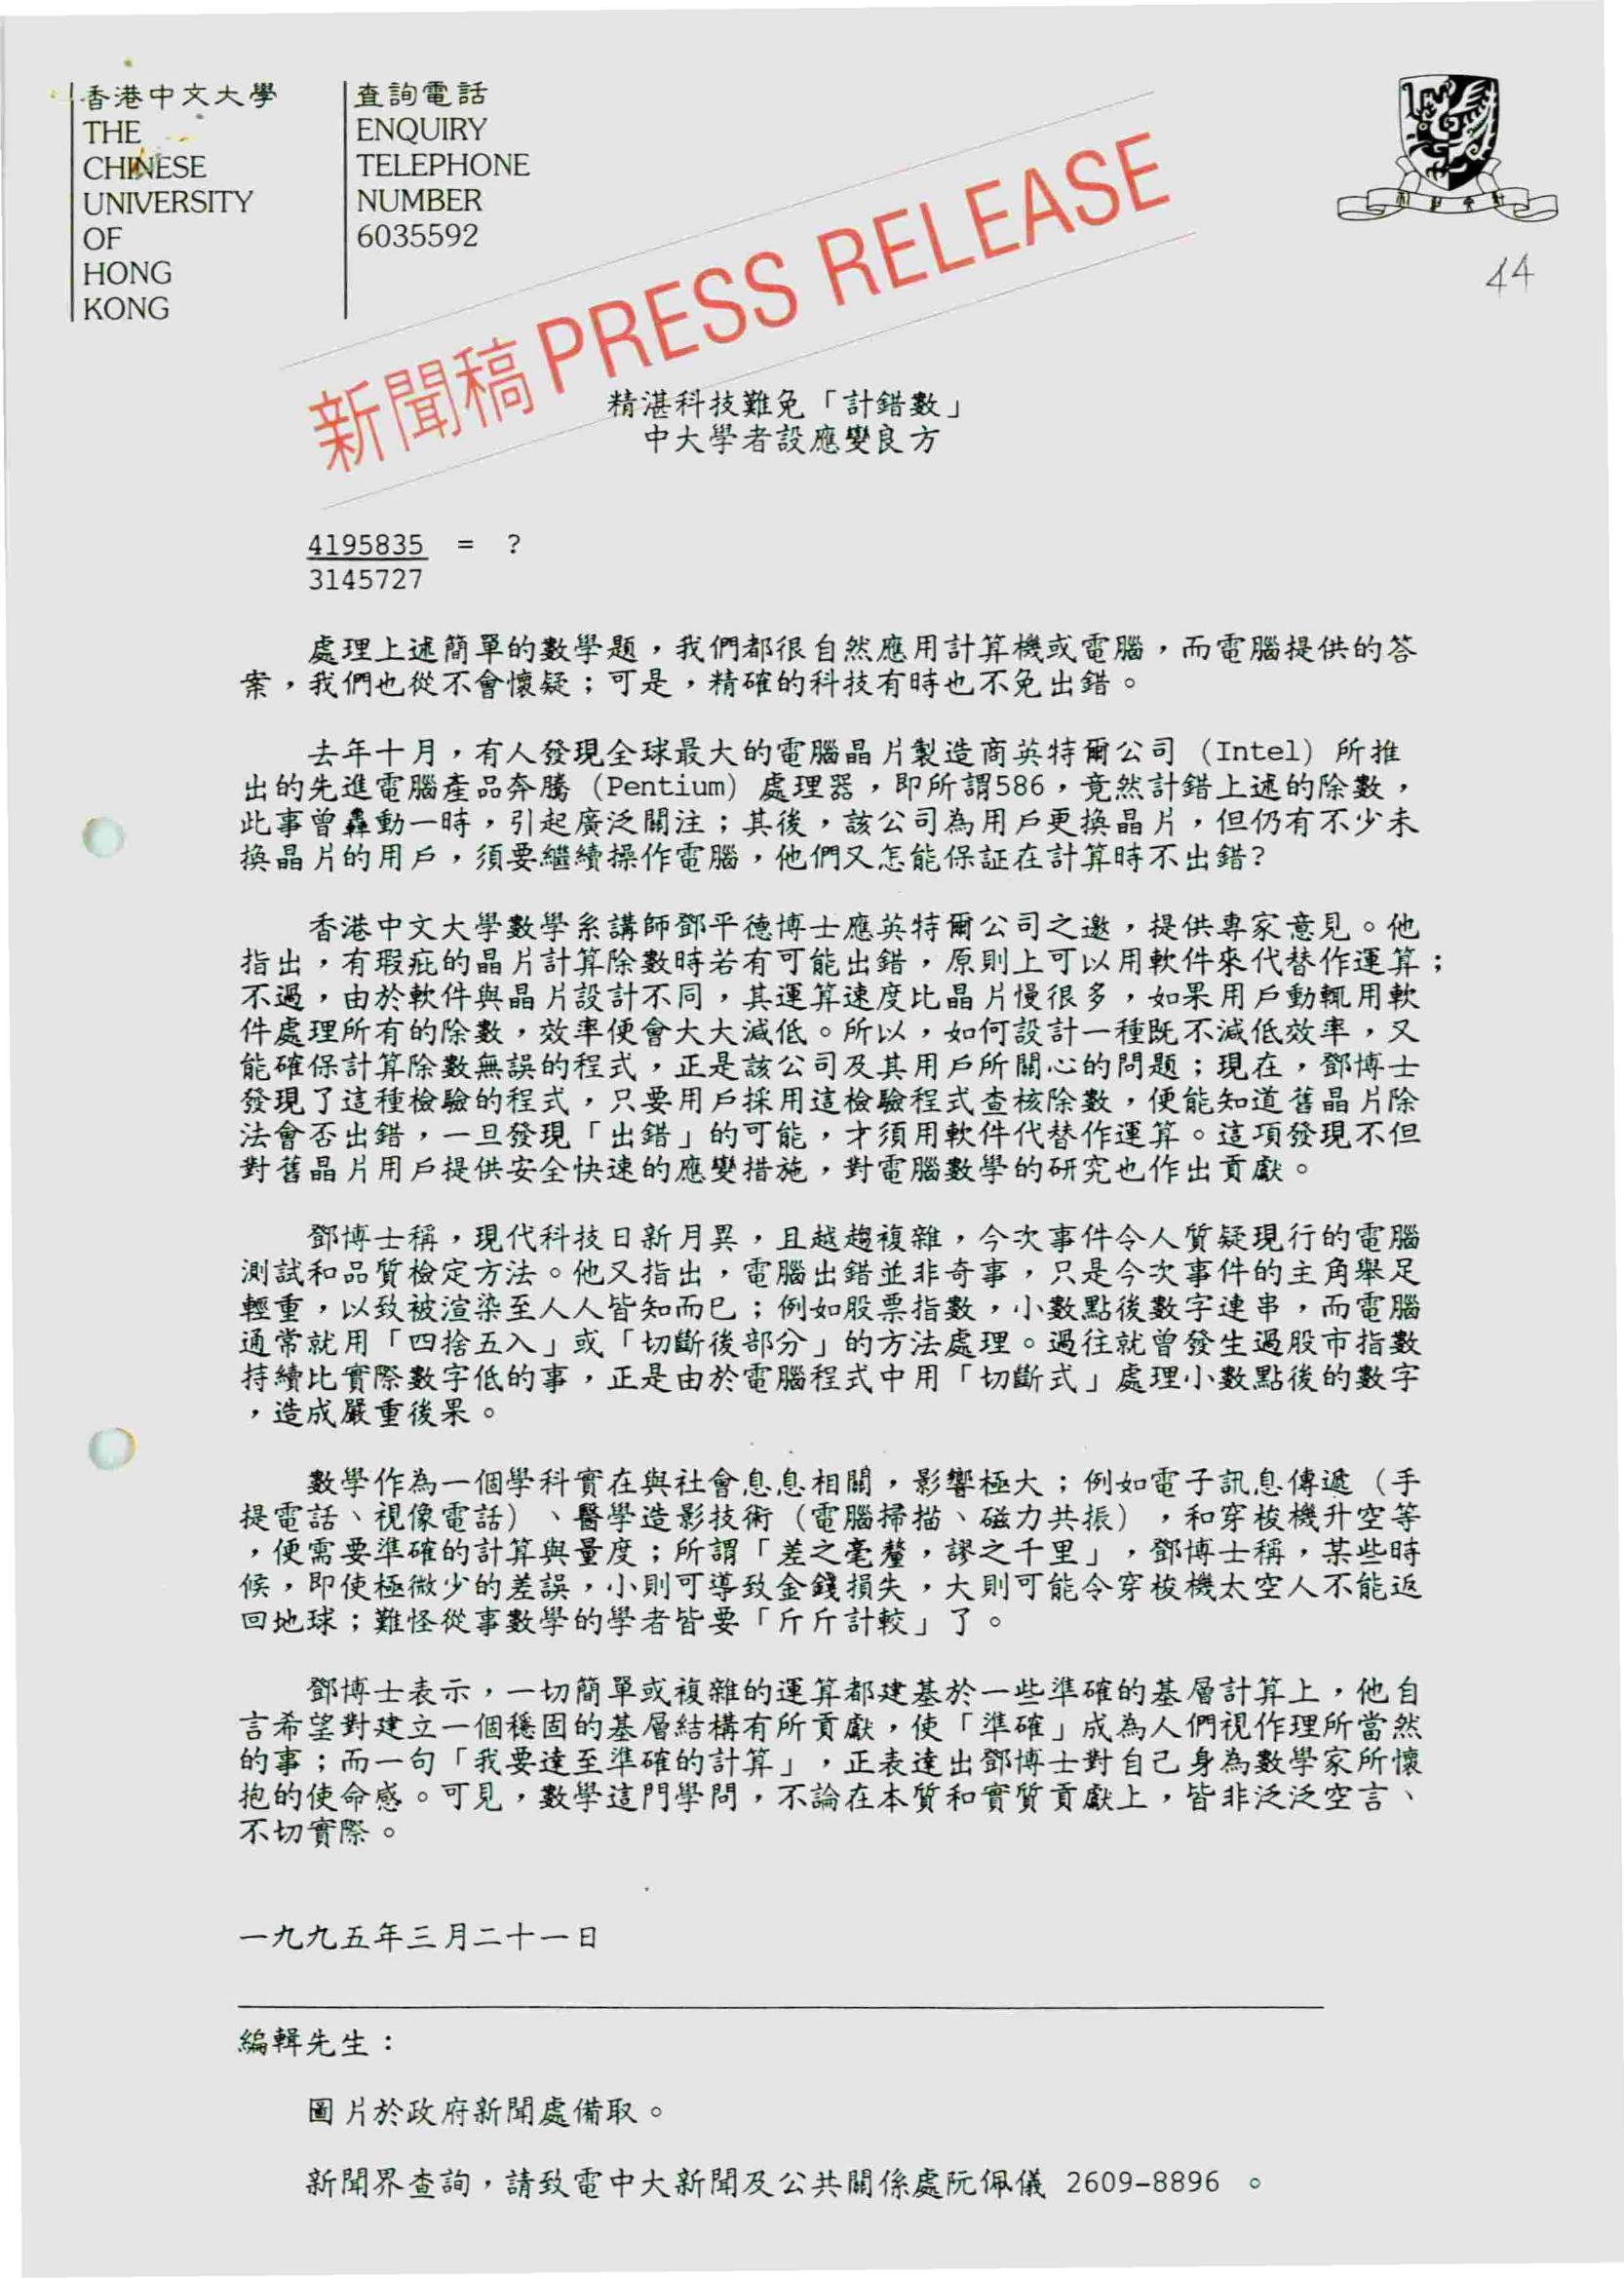 香港中文大學
THE
CHINESE
UNIVERSITY
OF
HONG
KONG
查詢電話
ENQUIRY
TELEPHONE
NUMBER
6035592
44
新聞稿 PRESS RELEASE
精湛科技難免「計錯數」
中大學者設應變良方
4195835 = ?
3145727
處理上述簡單的數學題，我們都很自然應用計算機或電腦，而電腦提供的答
案，我們也從不會懷疑；可是，精確的科技有時也不免出錯。
去年十月，有人發現全球最大的電腦晶片製造商英特爾公司（Intel）所推
出的先進電腦產品奔騰（Pentium）處理器，即所謂586，竟然計錯上述的除數，
此事曾轟動一時，引起廣泛關注；其後，該公司為用戶更換晶片，但仍有不少未
換晶片的用戶，須要繼續操作電腦，他們又怎能保証在計算時不出錯?
香港中文大學數學系講師鄧平德博士應英特爾公司之邀，提供專家意見。他
指出，有瑕疵的晶片計算除數時若有可能出錯，原則上可以用軟件來代替作運算；
不過，由於軟件與晶片設計不同，其運算速度比晶片慢很多，如果用戶動輒用軟
件處理所有的除數，效率便會大大減低。所以，如何設計一種既不減低效率，又
能確保計算除數無誤的程式，正是該公司及其用戶所關心的問題；現在，鄧博士
發現了這種檢驗的程式，只要用戶採用這檢驗程式查核除數，便能知道舊晶片除
法會否出錯，一旦發現「出錯」的可能，才須用軟件代替作運算。這項發現不但
對舊晶片用戶提供安全快速的應變措施，對電腦數學的研究也作出貢獻。
鄧博士稱，現代科技日新月異，且越趨複雜，今次事件令人質疑現行的電腦
測試和品質檢定方法。他又指出，電腦出錯並非奇事，只是今次事件的主角舉足
輕重，以致被渲染至人人皆知而已；例如股票指數，小數點後數字連串，而電腦
通常就用「四捨五入」或「切斷後部分」的方法處理。過往就曾發生過股市指數
持續比實際數字低的事，正是由於電腦程式中用「切斷式」處理小數點後的數字
，造成嚴重後果。
數學作為一個學科實在與社會息息相關，影響極大；例如電子訊息傳遞（手
提電話、視像電話）、醫學造影技術（電腦掃描、磁力共振），和穿梭機升空等
，便需要準確的計算與量度；所謂「差之毫釐，謬之千里」，鄧博士稱，某些時
候，即使極微少的差誤，小則可導致金錢損失，大則可能令穿梭機太空人不能返
回地球；難怪從事數學的學者皆要「斤斤計較」了。
鄧博士表示，一切簡單或複雜的運算都建基於一些準確的基層計算上，他自
言希望對建立一個穩固的基層結構有所貢獻，使「準確」成為人們視作理所當然
的事；而一句「我要達至準確的計算」，正表達出鄧博士對自己身為數學家所懷
抱的使命感。可見，數學這門學問，不論在本質和實質貢獻上，皆非泛泛空言、
不切實際。
一九九五年三月二十一日
編輯先生：
圖片於政府新聞處備取。
新聞界查詢，請致電中大新聞及公共關係處阮佩儀 2609-8896 。